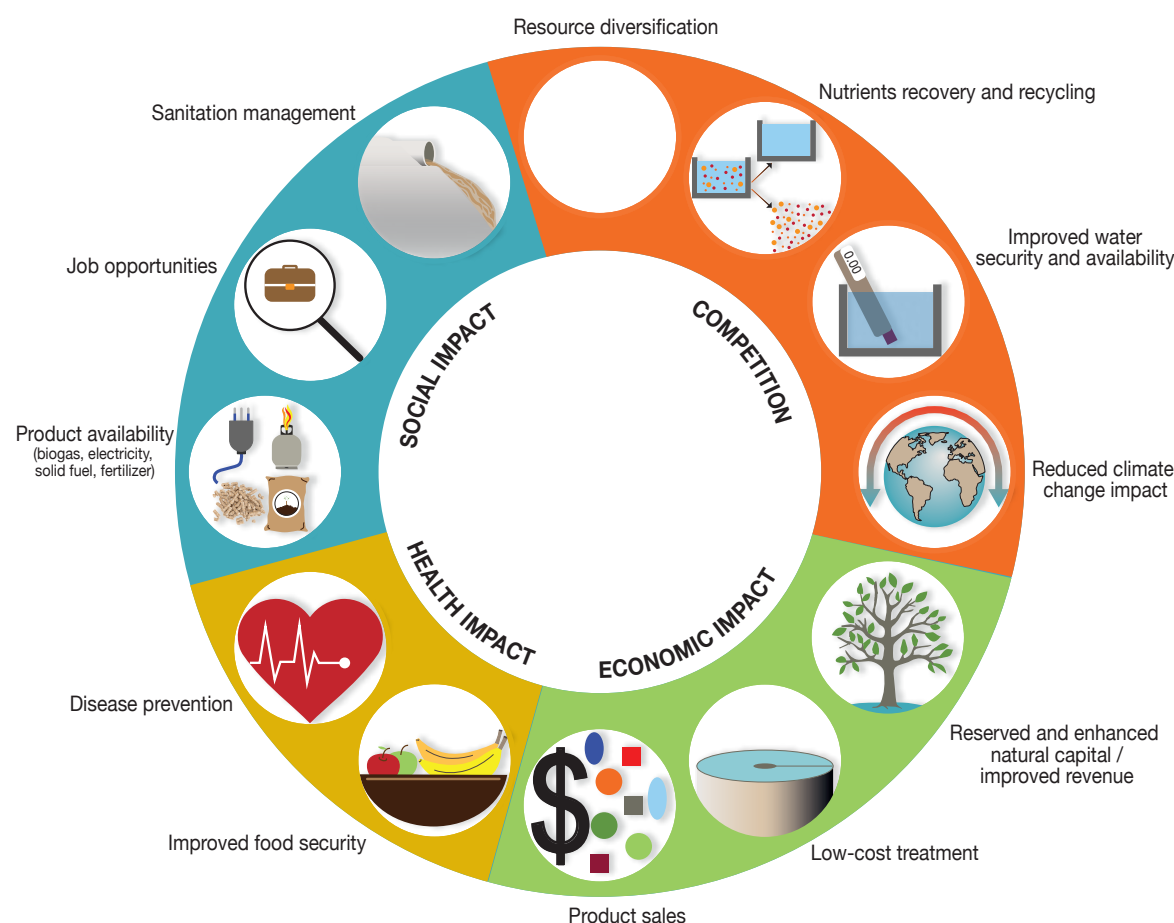 Resource diversification
Nutrients recovery and recycling
Sanitation management
Improved water
security and availability
0.00
Job opportunities
SOCIAL IMPACT
COMPETITION
Product availability
(biogas, electricity,
solid fuel, fertilizer)
Reduced climate
change impact
HEALTH IMPACT
ECONOMIC IMPACT
Disease prevention
Reserved and enhanced
natural capital /
improved revenue
$
Improved food security
Low-cost treatment
Product sales